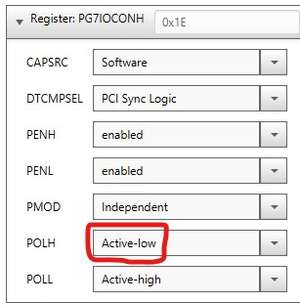 Register: PG7IOCONH 0x1E
CAPSRC Software
DTCMPSEL PCI Sync Logic
PENH enabled
PENL enabled
PMOD Independent
POLH Active-low
POLL Active-high